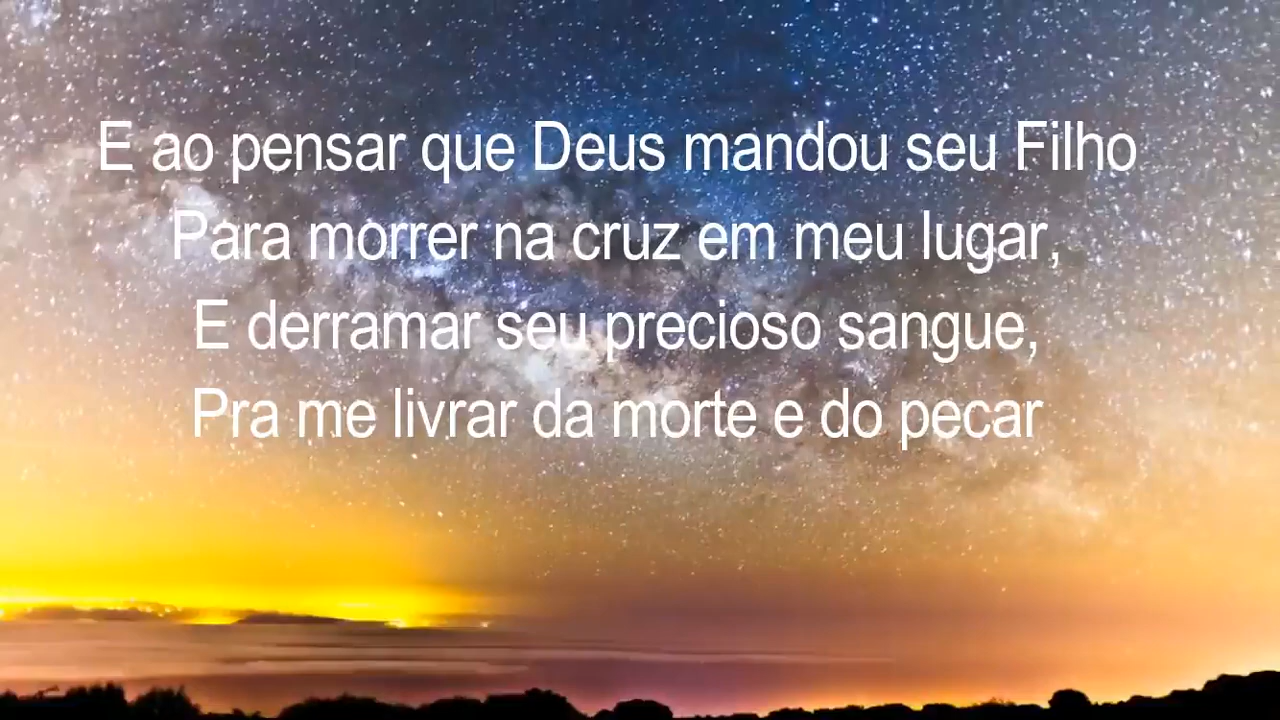 E ao pensar que Deus mandou seu Filho
Para morrer na cruz em meu lugar,
E derramar seu precioso sangue,
Pra me livrar da morte e do pecar